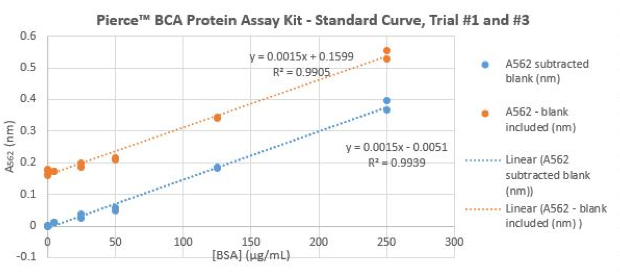 Pierce™ BCA Protein Assay Kit - Standard Curve, Trial #1 and #3
0.6
0.5
0.4
0.3
0.2
0.1
0
-0.1
A562 (nm)
0
50
100
150
200
250
300
[BSA] (µg/mL)
y = 0.0015x + 0.1599
R² = 0.9905
y = 0.0015x - 0.0051
R² = 0.9939
A562 subtracted
blank (nm)
A562 - blank
included (nm)
Linear (A562
subtracted blank
(nm))
Linear (A562 - blank
included (nm) )